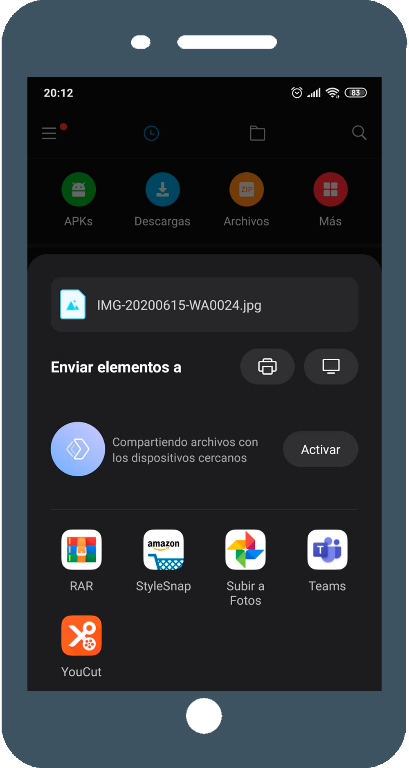 20:12
83
APKs
Descargas
ZIP
Archivos
Más
IMG-20200615-WA0024.jpg
Enviar elementos a
Compartiendo archivos con
los dispositivos cercanos
Activar
amazon
T
RAR
StyleSnap
Subir a
Fotos
Teams
YouCut